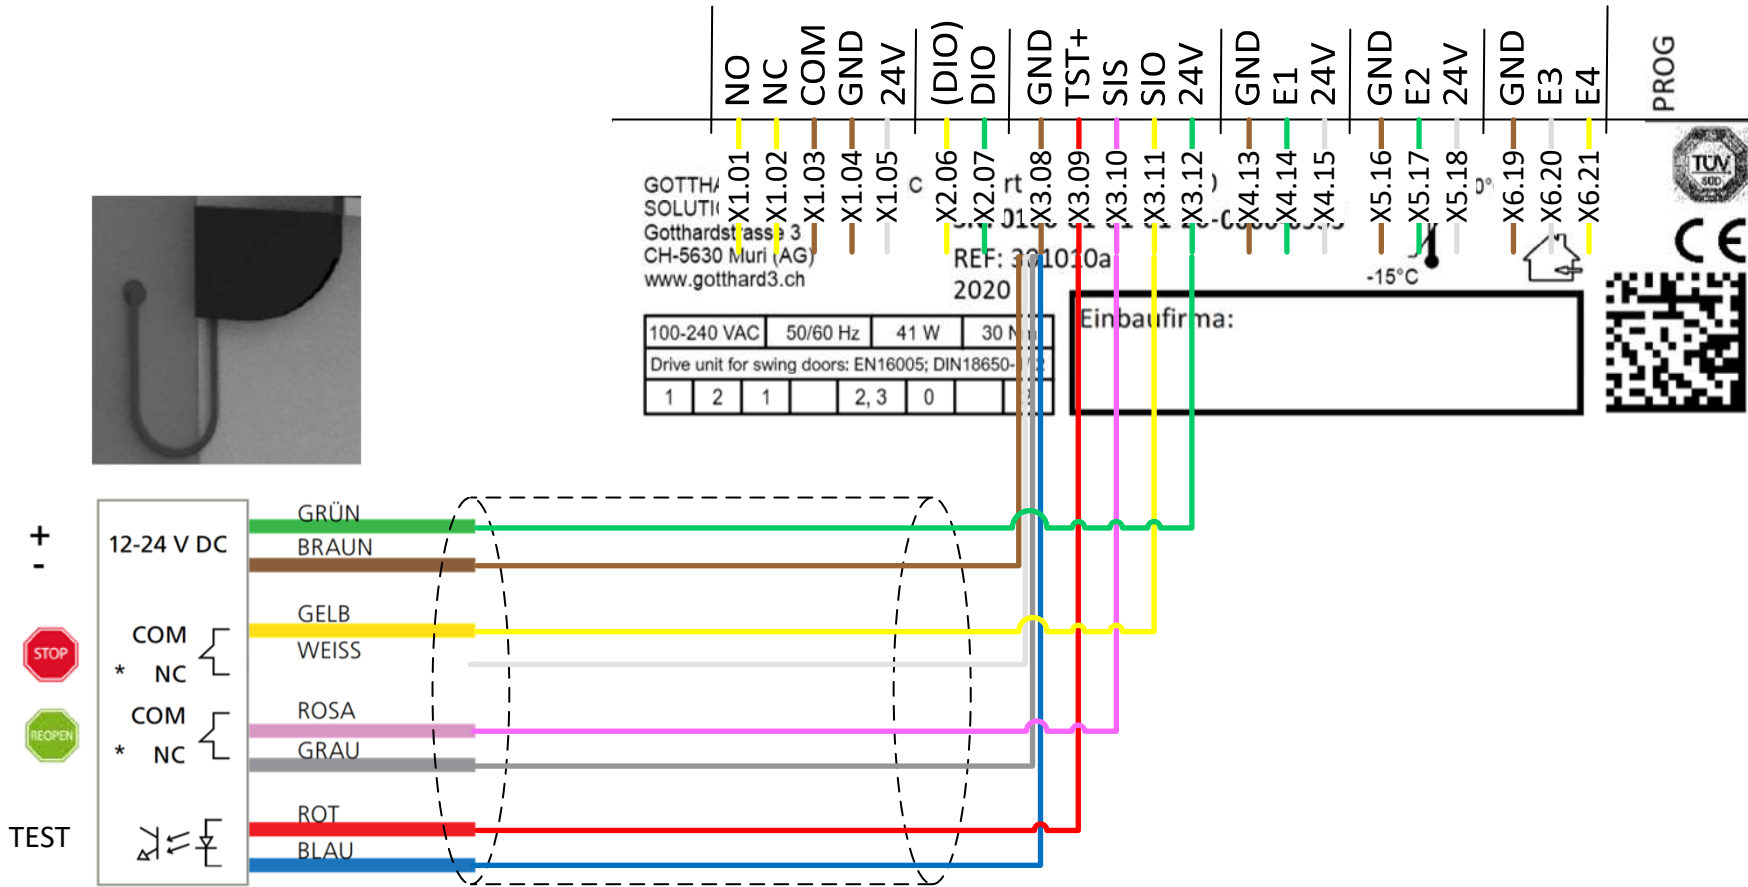 NO
NC
COM
GND
24V
(DIO)
DIO
GND
TST+
SIS
SIO
24V
GND
E1
24V
GND
E2
24V
GND
E3
E4
PROG
X1.01
X1.02
X1.03
X1.04
X1.05
X2.06
X2.07
X3.08
X3.09
X3.10
X3.11
X3.12
X4.13
X4.14
X4.15
X5.16
X5.17
X5.18
X6.19
X6.20
X6.21
TÜV
SÜD
Gotthardstrasse 3
CH-5630 Muri (AG)
www.gotthard3.ch
REF: 301010a
2020
-15°C
CE
100-240 VAC 50/60 Hz 41 W 30
Drive unit for swing doors: EN16005; DIN18650-
1 2 1 2, 3 0
Einbaufirma:
+
-
12-24 V DC
GRÜN
BRAUN
STOP
COM
* NC
GELB
WEISS
REOPEN
COM
* NC
ROSA
GRAU
TEST
ROT
BLAU